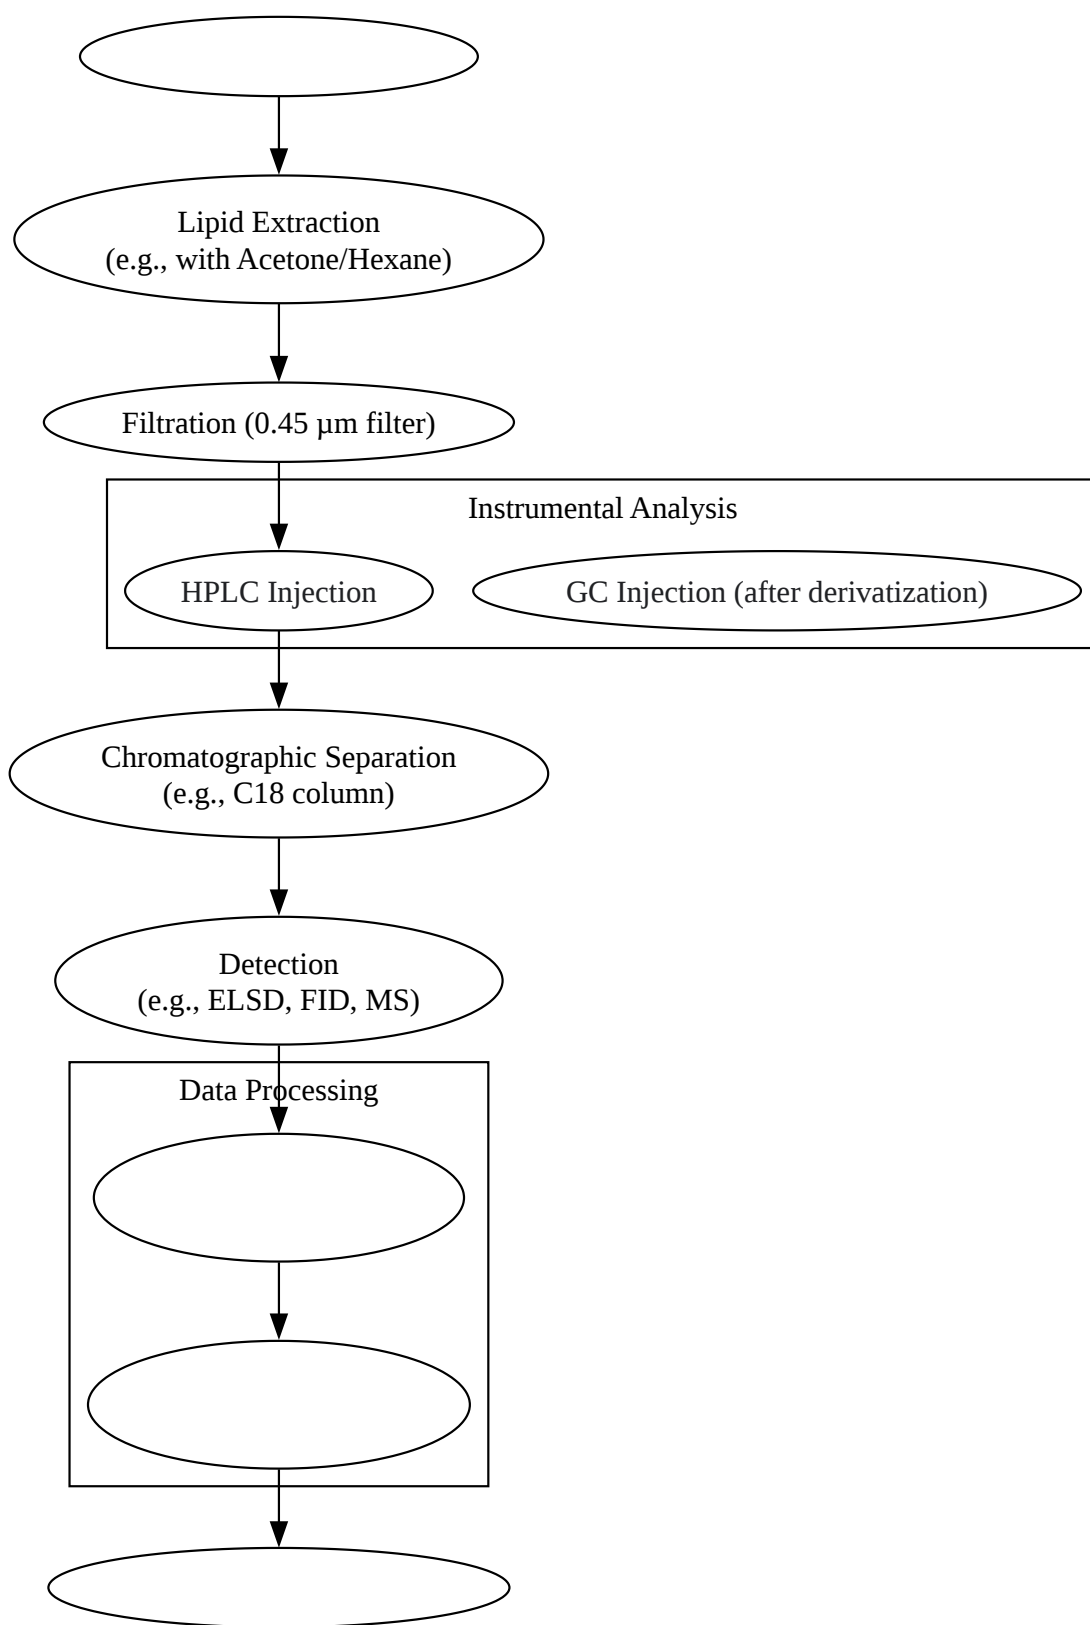 Lipid Extraction
(e.g., with Acetone/Hexane)
Filtration (0.45 µm filter)
Instrumental Analysis
HPLC Injection
GC Injection (after derivatization)
Chromatographic Separation
(e.g., C18 column)
Detection
(e.g., ELSD, FID, MS)
Data Processing